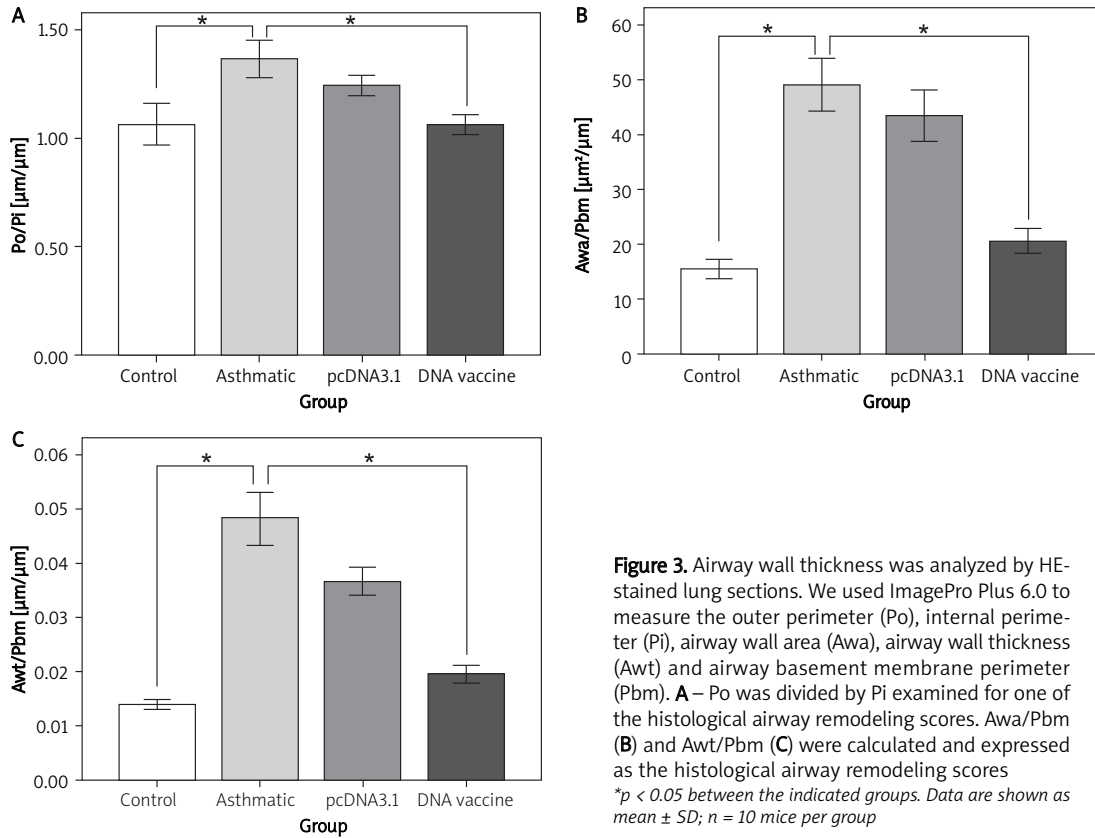 A
1.50
1.00
0.50
0.00
Po/Pi [µm/µm]
* *
Control Asthmatic pcDNA3.1 DNA vaccine
Group
B
60
50
40
30
20
10
0
Awa/Pbm [µm²/µm]
* *
Control Asthmatic pcDNA3.1 DNA vaccine
Group
C
0.06
0.05
0.04
0.03
0.02
0.01
0.00
Awt/Pbm [µm/µm]
* *
Control Asthmatic pcDNA3.1 DNA vaccine
Group
Figure 3. Airway wall thickness was analyzed by HE-
stained lung sections. We used ImagePro Plus 6.0 to
measure the outer perimeter (Po), internal perime-
ter (Pi), airway wall area (Awa), airway wall thickness
(Awt) and airway basement membrane perimeter
(Pbm). A – Po was divided by Pi examined for one of
the histological airway remodeling scores. Awa/Pbm
(B) and Awt/Pbm (C) were calculated and expressed
as the histological airway remodeling scores
*p < 0.05 between the indicated groups. Data are shown as
mean ± SD; n = 10 mice per group